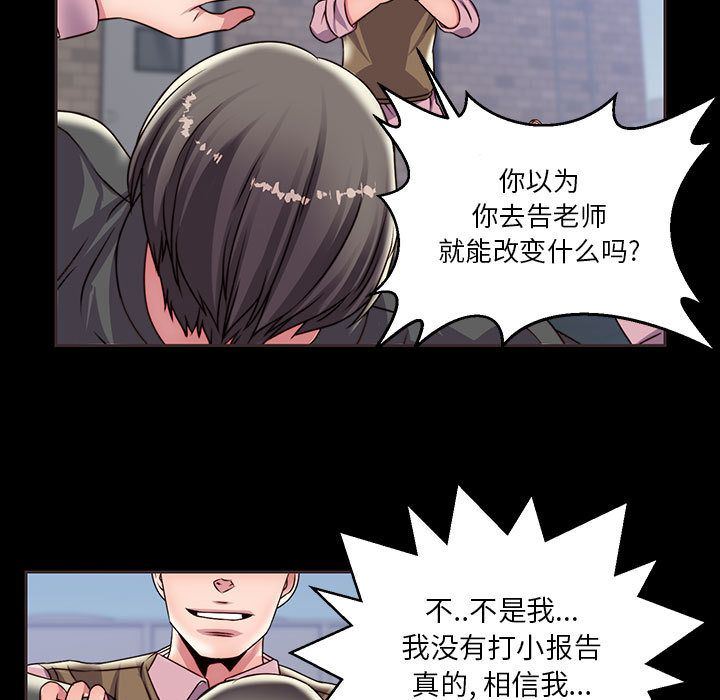 你以为
你去告老师
就能改变什么吗?
不..不是我...
我没有打小报告
真的, 相信我...